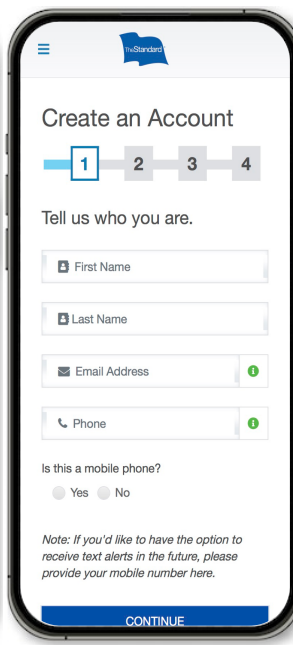 TheStandard
Create an Account
1 2 3 4
Tell us who you are.
First Name
Last Name
Email Address
Phone
Is this a mobile phone?
Yes No
Note: If you'd like to have the option to
receive text alerts in the future, please
provide your mobile number here.
CONTINUE